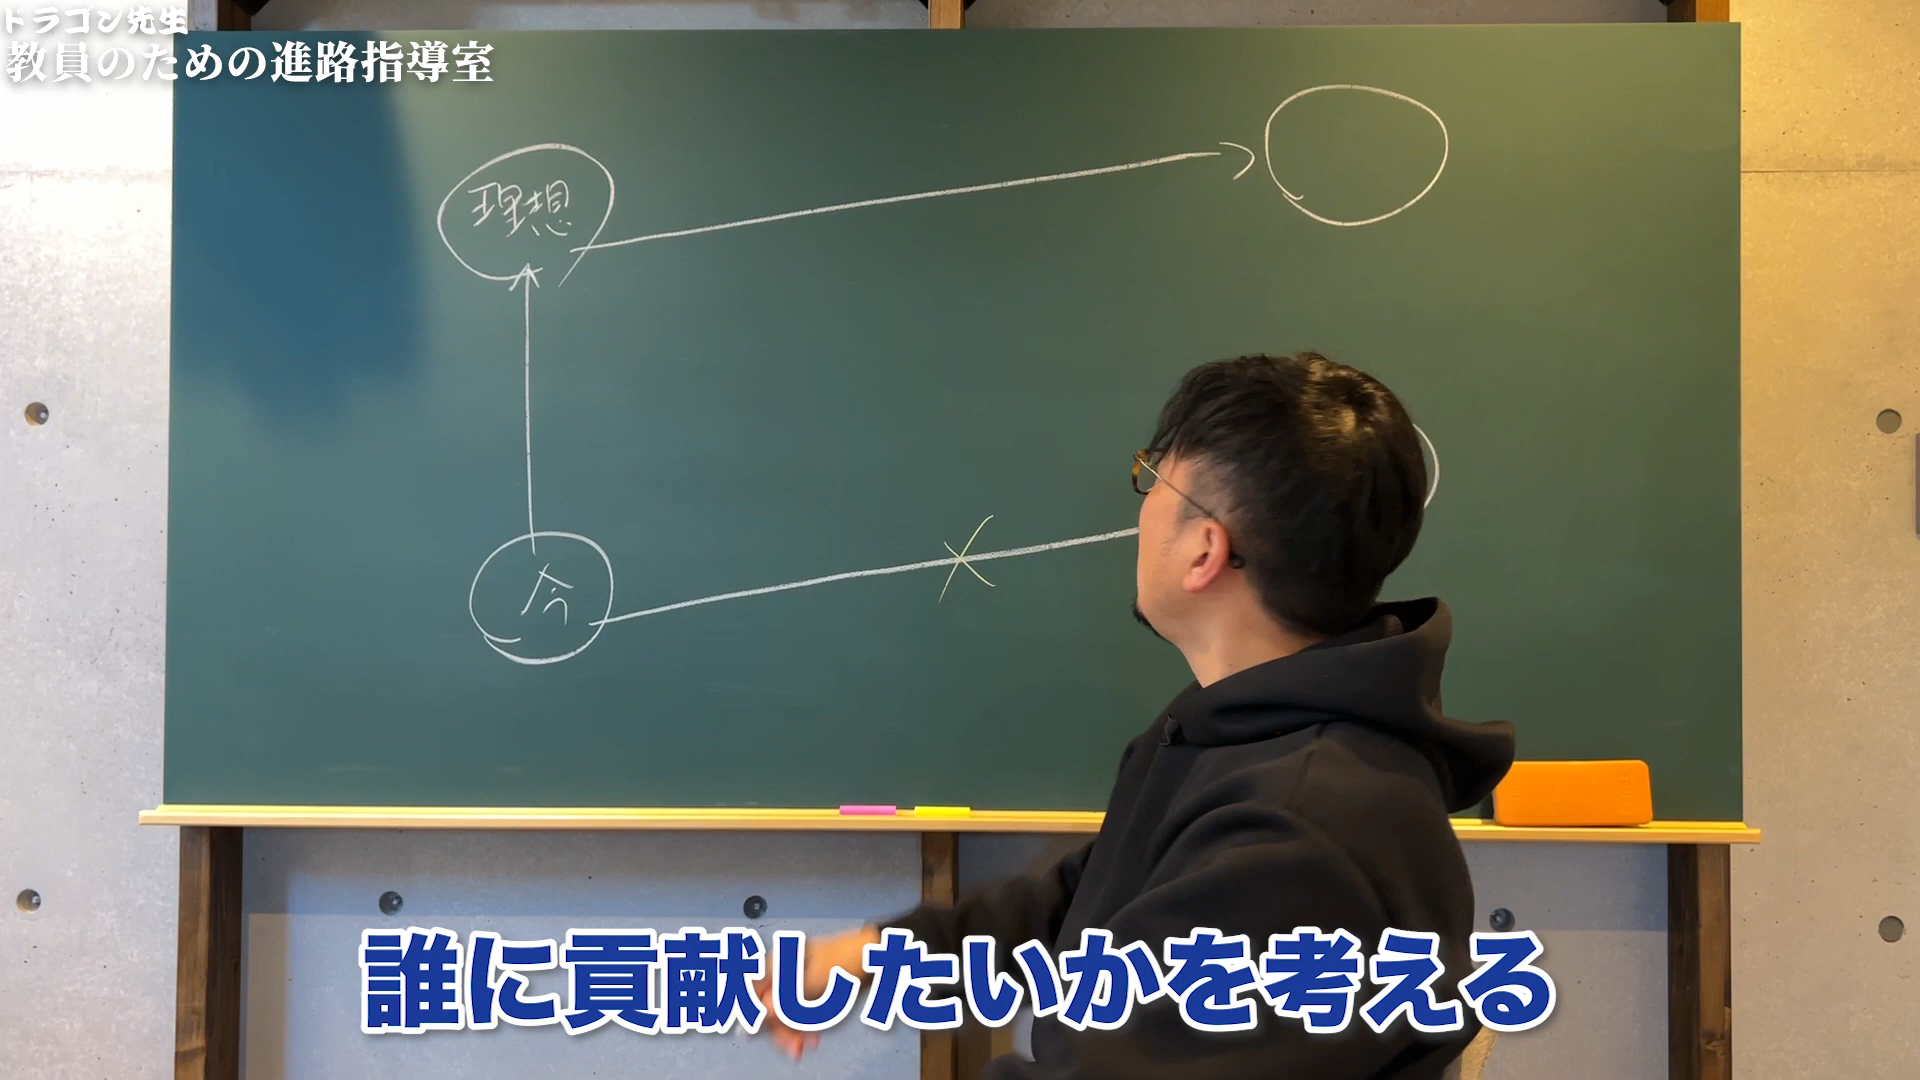 ドラゴン先生
教員のための進路指導室
理想
今
誰に貢献したいかを考える